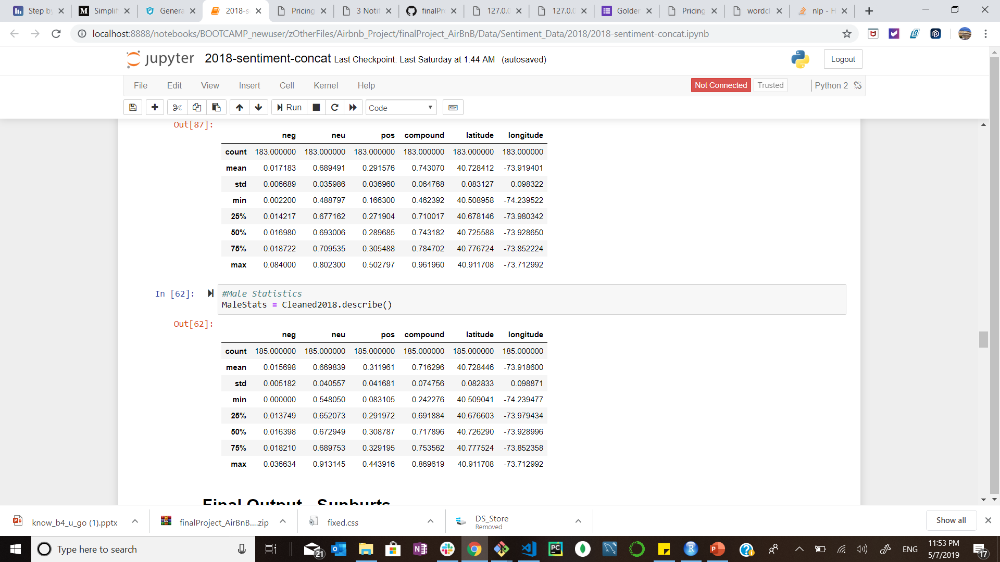 Step by
Simplif
Genera
2018-s
Pricing
3 Notif
finalPr
127.0.0
127.0.0
Golder
Pricing
wordcl
nlp - H
localhost:8888/notebooks/BOOTCAMP_newuser/zOtherFiles/Airbnb_Project/finalProject_AirBnB/Data/Sentiment_Data/2018/2018-sentiment-concat.ipynb
jupyter 2018-sentiment-concat Last Checkpoint: Last Saturday at 1:44 AM (autosaved)
Logout
File Edit View Insert Cell Kernel Help
Not Connected Trusted Python 2
Run Code
Out[87]:
neg neu pos compound latitude longitude
count 183.000000 183.000000 183.000000 183.000000 183.000000 183.000000
mean 0.017183 0.689491 0.291576 0.743070 40.728412 -73.919401
std 0.006689 0.035986 0.036960 0.064768 0.083127 0.098322
min 0.002200 0.488797 0.166300 0.462392 40.508958 -74.239522
25% 0.014217 0.677162 0.271904 0.710017 40.678146 -73.980342
50% 0.016980 0.693006 0.289685 0.743182 40.725588 -73.928650
75% 0.018722 0.709535 0.305488 0.784702 40.776724 -73.852224
max 0.084000 0.802300 0.502797 0.961960 40.911708 -73.712992
In [62]: #Male Statistics
MaleStats = Cleaned2018.describe()
Out[62]:
neg neu pos compound latitude longitude
count 185.000000 185.000000 185.000000 185.000000 185.000000 185.000000
mean 0.015698 0.669839 0.311961 0.716296 40.728446 -73.918600
std 0.005182 0.040557 0.041681 0.074756 0.082833 0.098871
min 0.000000 0.548050 0.083105 0.242276 40.509041 -74.239477
25% 0.013749 0.652073 0.291972 0.691884 40.676603 -73.979434
50% 0.016398 0.672949 0.308787 0.717896 40.726290 -73.928996
75% 0.018210 0.689753 0.329195 0.753562 40.777524 -73.852358
max 0.036634 0.913145 0.443916 0.869619 40.911708 -73.712992
Final Output - Sunburts
know_b4_u_go (1).pptx
finalProject_AirBnB....zip
fixed.css
DS_Store
Removed
Show all
Type here to search
21
ENG
11:53 PM
5/7/2019
17